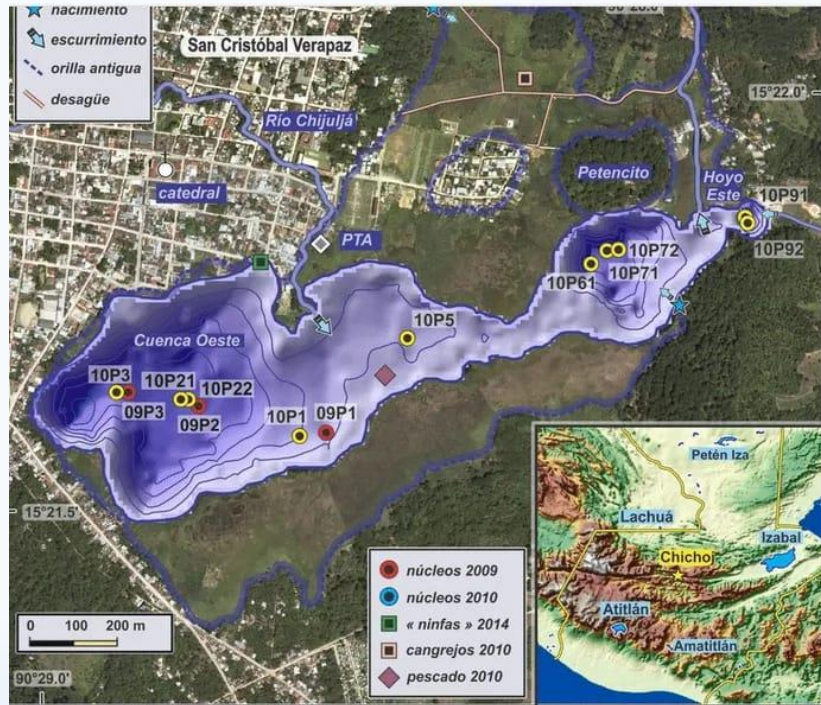 nacimiento
escurrimiento
orilla antigua
desagüe
San Cristóbal Verapaz
15°22.0'
Río Chijuljá
catedral
PTA
Petencito
Hoyo
Este
10P91
10P92
10P72
10P71
10P61
Cuenca Oeste
10P5
10P3
10P21
10P22
09P3
09P2
10P1
09P1
15°21.5'
0 100 200 m
90°29.0'
núcleos 2009
núcleos 2010
« ninfas » 2014
cangrejos 2010
pescado 2010
Petén Iza
Lachuá
Izabal
Chichoj
Atitlán
Amatitlán